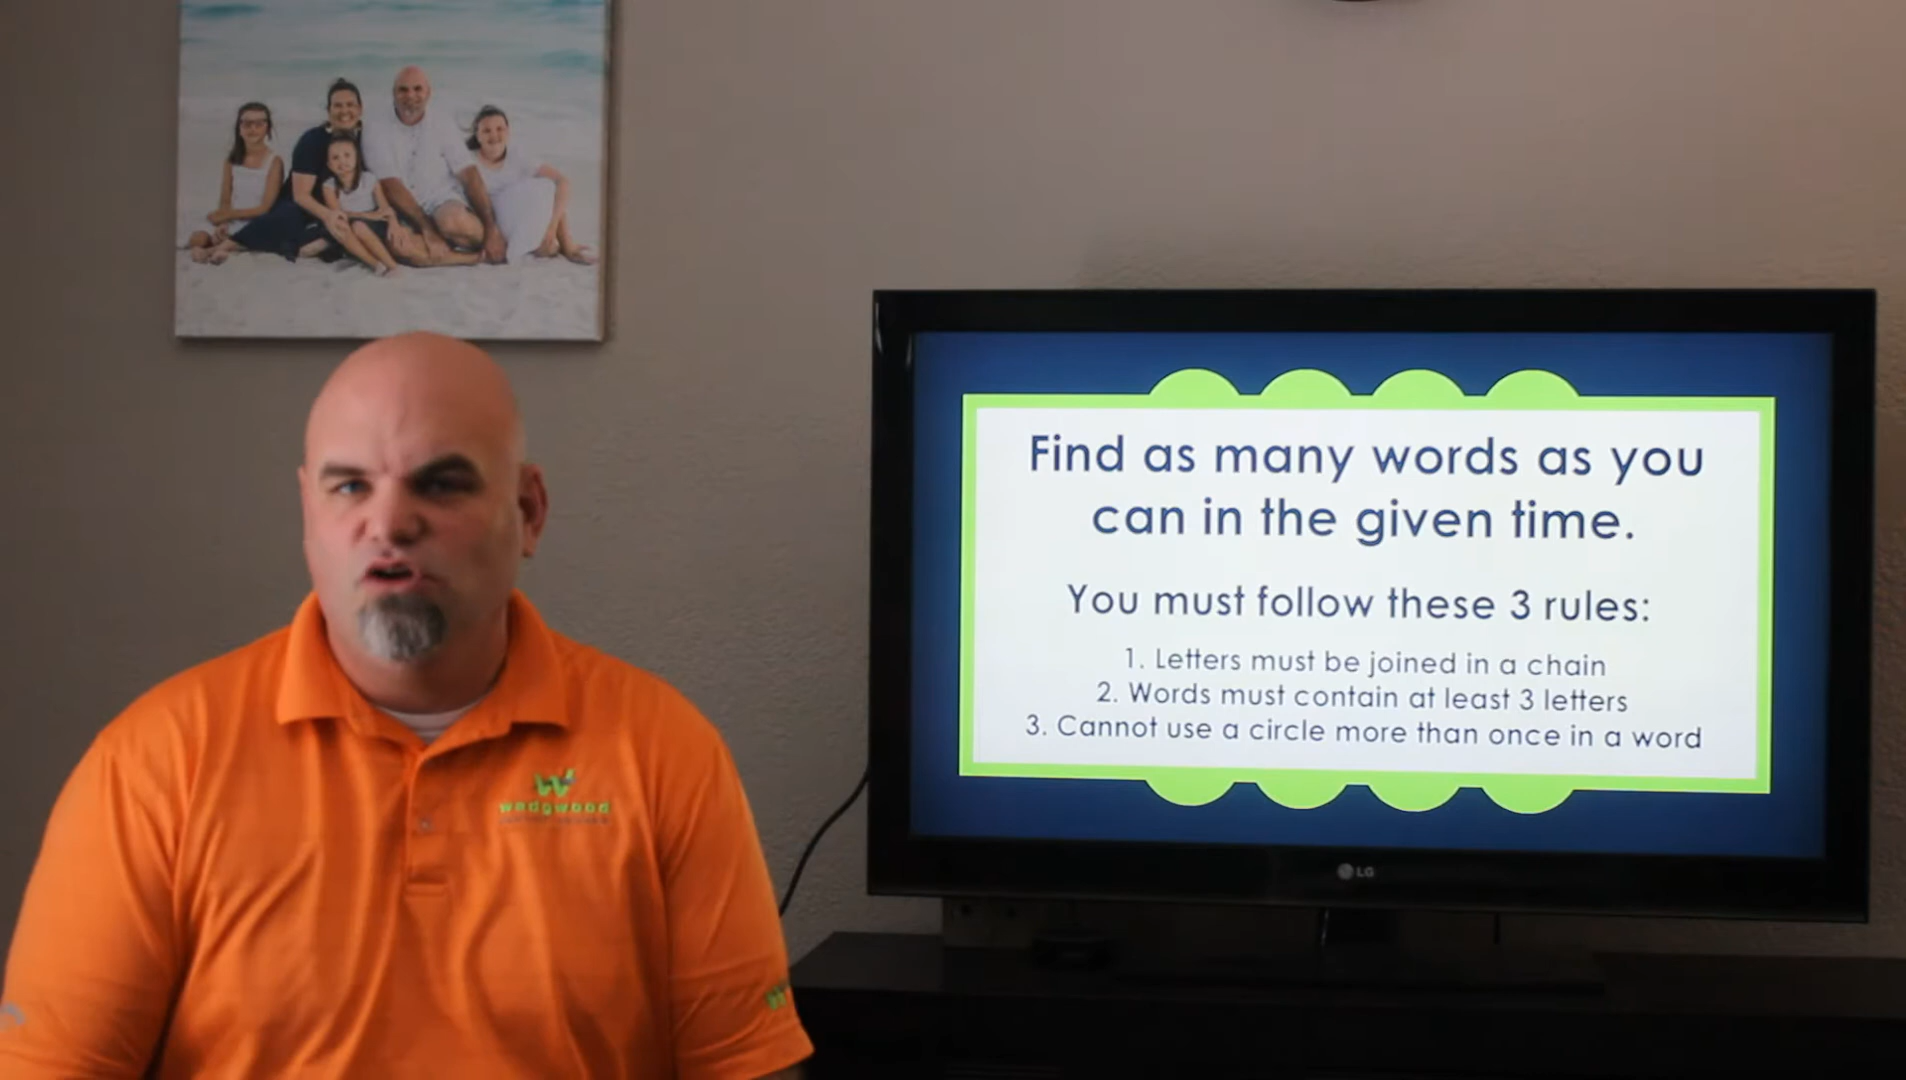 Find as many words as you
can in the given time.
You must follow these 3 rules:
1. Letters must be joined in a chain
2. Words must contain at least 3 letters
3. Cannot use a circle more than once in a word
wedgwood
LG